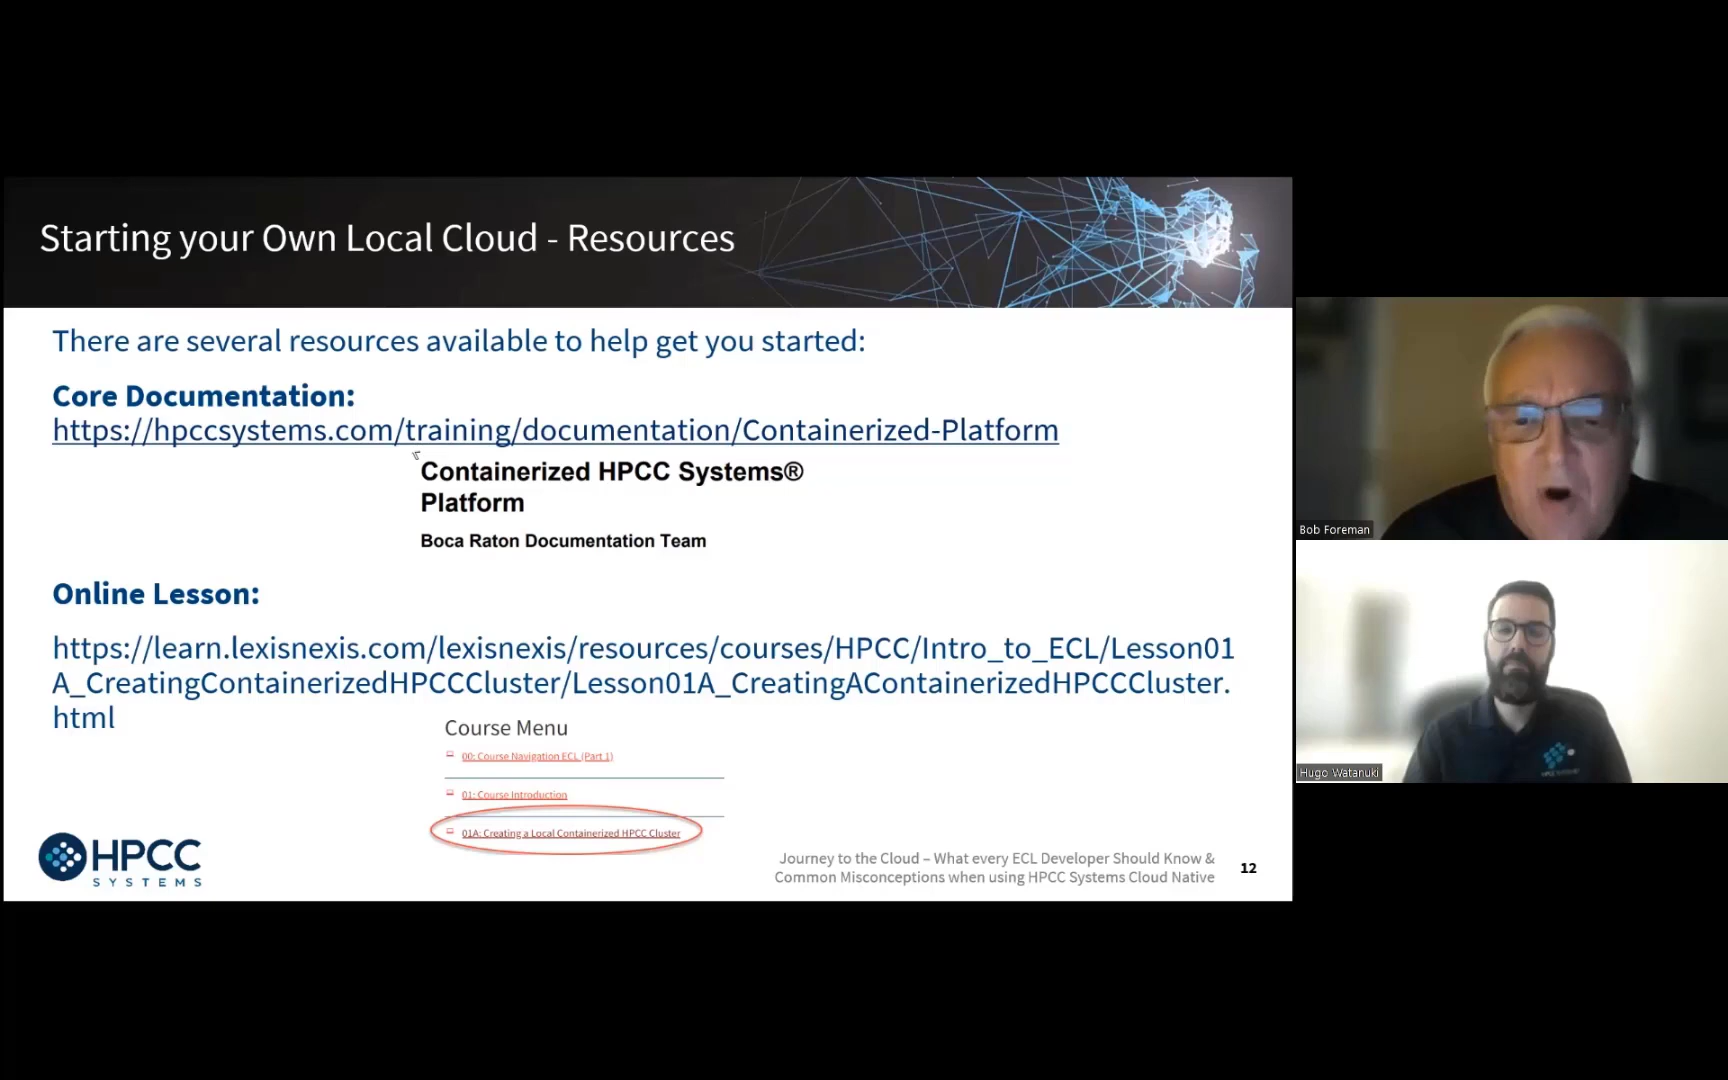 Starting your Own Local Cloud - Resources
There are several resources available to help get you started:
Core Documentation:
https://hpccsystems.com/training/documentation/Containerized-Platform
Containerized HPCC Systems®
Platform
Boca Raton Documentation Team
Online Lesson:
https://learn.lexisnexis.com/lexisnexis/resources/courses/HPCC/Intro_to_ECL/Lesson01
A_CreatingContainerizedHPCCCluster/Lesson01A_CreatingAContainerizedHPCCCluster.
html
Course Menu
00: Course Navigation ECL (Part 1)
01: Course Introduction
01A: Creating a Local Containerized HPCC Cluster
HPCC
SYSTEMS
Journey to the Cloud – What every ECL Developer Should Know &
Common Misconceptions when using HPCC Systems Cloud Native
12
Bob Foreman
Hugo Watanuki